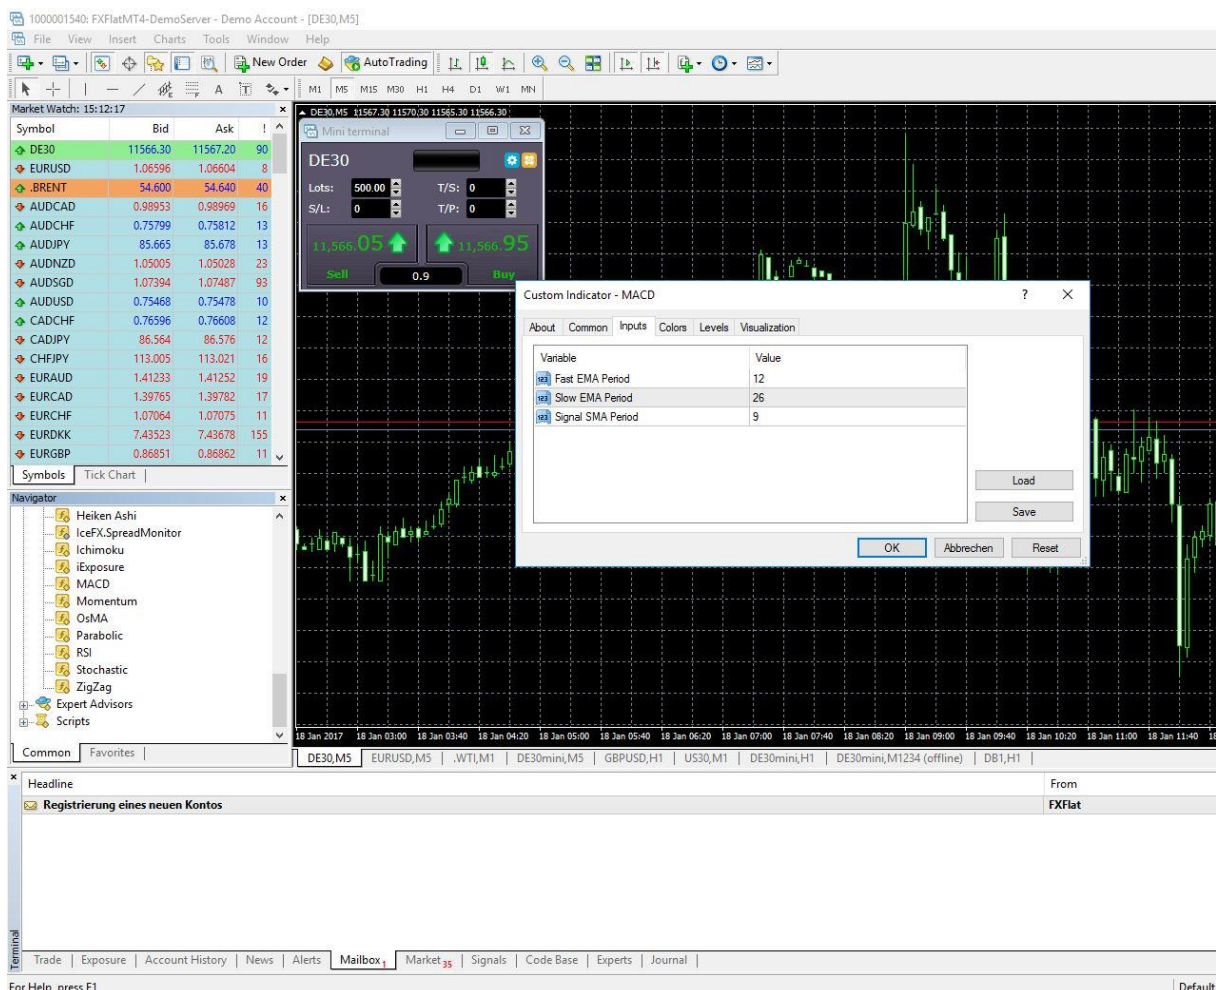 1000001540: FXFlatMT4-DemoServer - Demo Account - [DE30,M5]
File View Insert Charts Tools Window Help
New Order AutoTrading
M1 M5 M15 M30 H1 H4 D1 W1 MN
Market Watch: 15:12:17
Symbol Bid Ask !
DE30 11566.30 11567.20 90
EURUSD 1.06596 1.06604 8
.BRENT 54.600 54.640 40
AUDCAD 0.98953 0.98969 16
AUDCHF 0.75799 0.75812 13
AUDJPY 85.665 85.678 13
AUDNZD 1.05005 1.05028 23
AUDSGD 1.07394 1.07487 93
AUDUSD 0.75468 0.75478 10
CADCHF 0.76596 0.76608 12
CADJPY 86.564 86.576 12
CHFJPY 113.005 113.021 16
EURAUD 1.41233 1.41252 19
EURCAD 1.39765 1.39782 17
EURCHF 1.07064 1.07075 11
EURDKK 7.43523 7.43678 155
EURGBP 0.86851 0.86862 11
Symbols Tick Chart
Navigator
Heiken Ashi
IceFX.SpreadMonitor
Ichimoku
iExposure
MACD
Momentum
OsMA
Parabolic
RSI
Stochastic
ZigZag
Expert Advisors
Scripts
Common Favorites
DE30,M5 11567.30 11570.30 11565.30 11566.30
Mini terminal
DE30
Lots: 500.00 T/S: 0
S/L: 0 T/P: 0
11,566.05 11,566.95
Sell 0.9 Buy
Custom Indicator - MACD
About Common Inputs Colors Levels Visualization
Variable Value
Fast EMA Period 12
Slow EMA Period 26
Signal SMA Period 9
Load
Save
OK Abbrechen Reset
18 Jan 2017 18 Jan 03:00 18 Jan 03:40 18 Jan 04:20 18 Jan 05:00 18 Jan 05:40 18 Jan 06:20 18 Jan 07:00 18 Jan 07:40 18 Jan 08:20 18 Jan 09:00 18 Jan 09:40 18 Jan 10:20 18 Jan 11:00 18 Jan 11:40
DE30,M5 EURUSD,M5 .WTI,M1 DE30mini,M5 GBPUSD,H1 US30,M1 DE30mini,H1 DE30mini,M1234 (offline) DB1,H1
Headline From
Registrierung eines neuen Kontos FXFlat
Terminal
Trade Exposure Account History News Alerts Mailbox 1 Market 35 Signals Code Base Experts Journal
For Help, press F1 Default